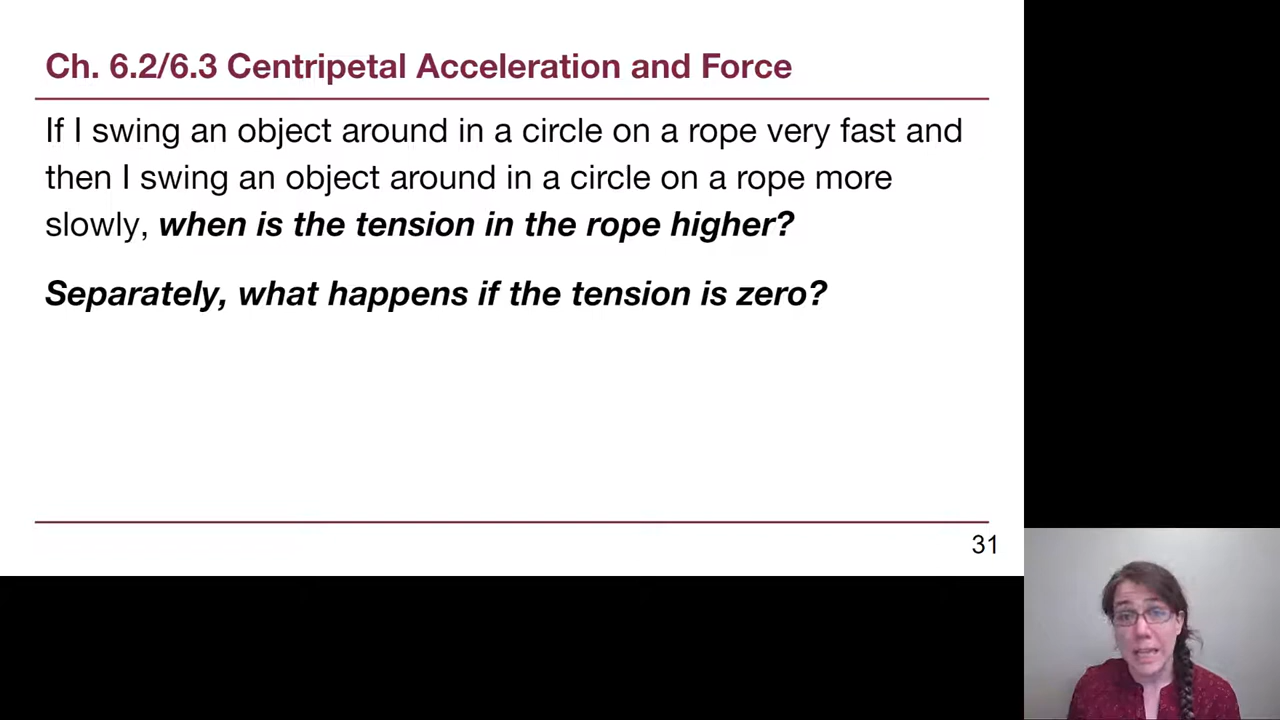 Ch. 6.2/6.3 Centripetal Acceleration and Force
If I swing an object around in a circle on a rope very fast and
then I swing an object around in a circle on a rope more
slowly, when is the tension in the rope higher?
Separately, what happens if the tension is zero?
31